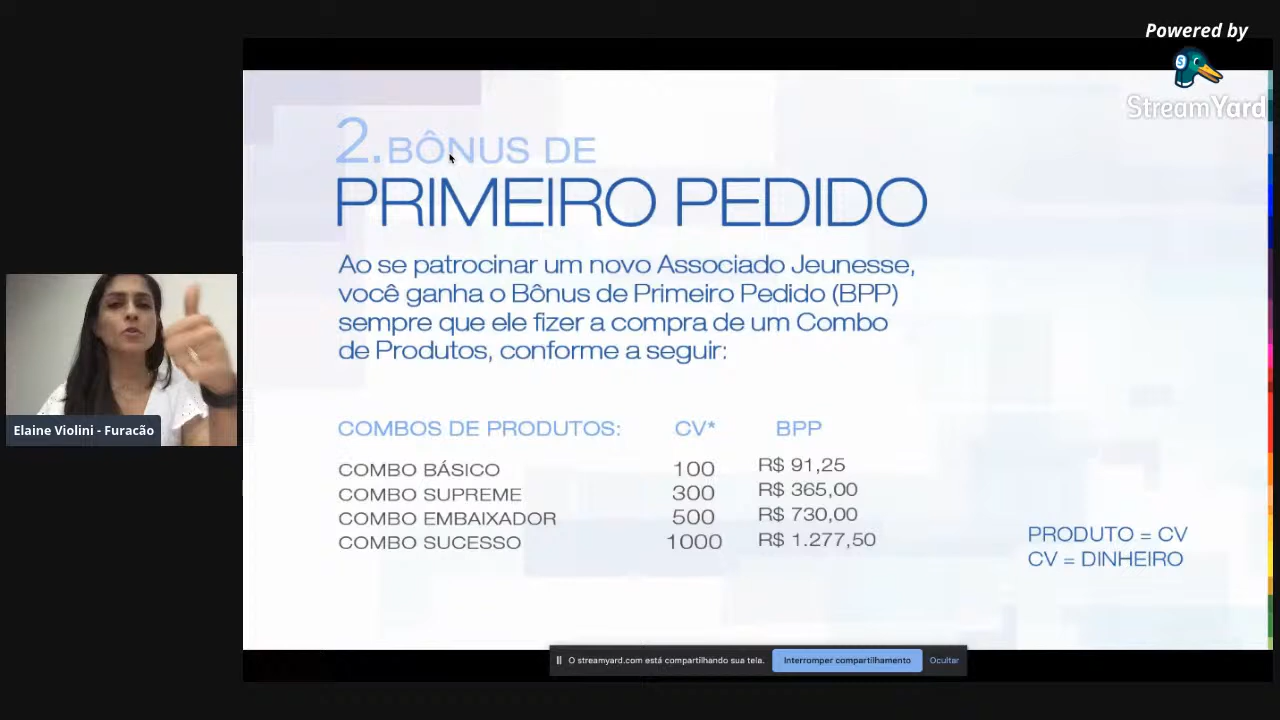 Powered by
StreamYard
2. BÔNUS DE
PRIMEIRO PEDIDO
Ao se patrocinar um novo Associado Jeunesse,
você ganha o Bônus de Primeiro Pedido (BPP)
sempre que ele fizer a compra de um Combo
de Produtos, conforme a seguir:
COMBOS DE PRODUTOS: CV* BPP
COMBO BÁSICO 100 R$ 91,25
COMBO SUPREME 300 R$ 365,00
COMBO EMBAIXADOR 500 R$ 730,00
COMBO SUCESSO 1000 R$ 1.277,50
PRODUTO = CV
CV = DINHEIRO
Elaine Violini - Furacão
O streamyard.com está compartilhando sua tela. Interromper compartilhamento Ocultar